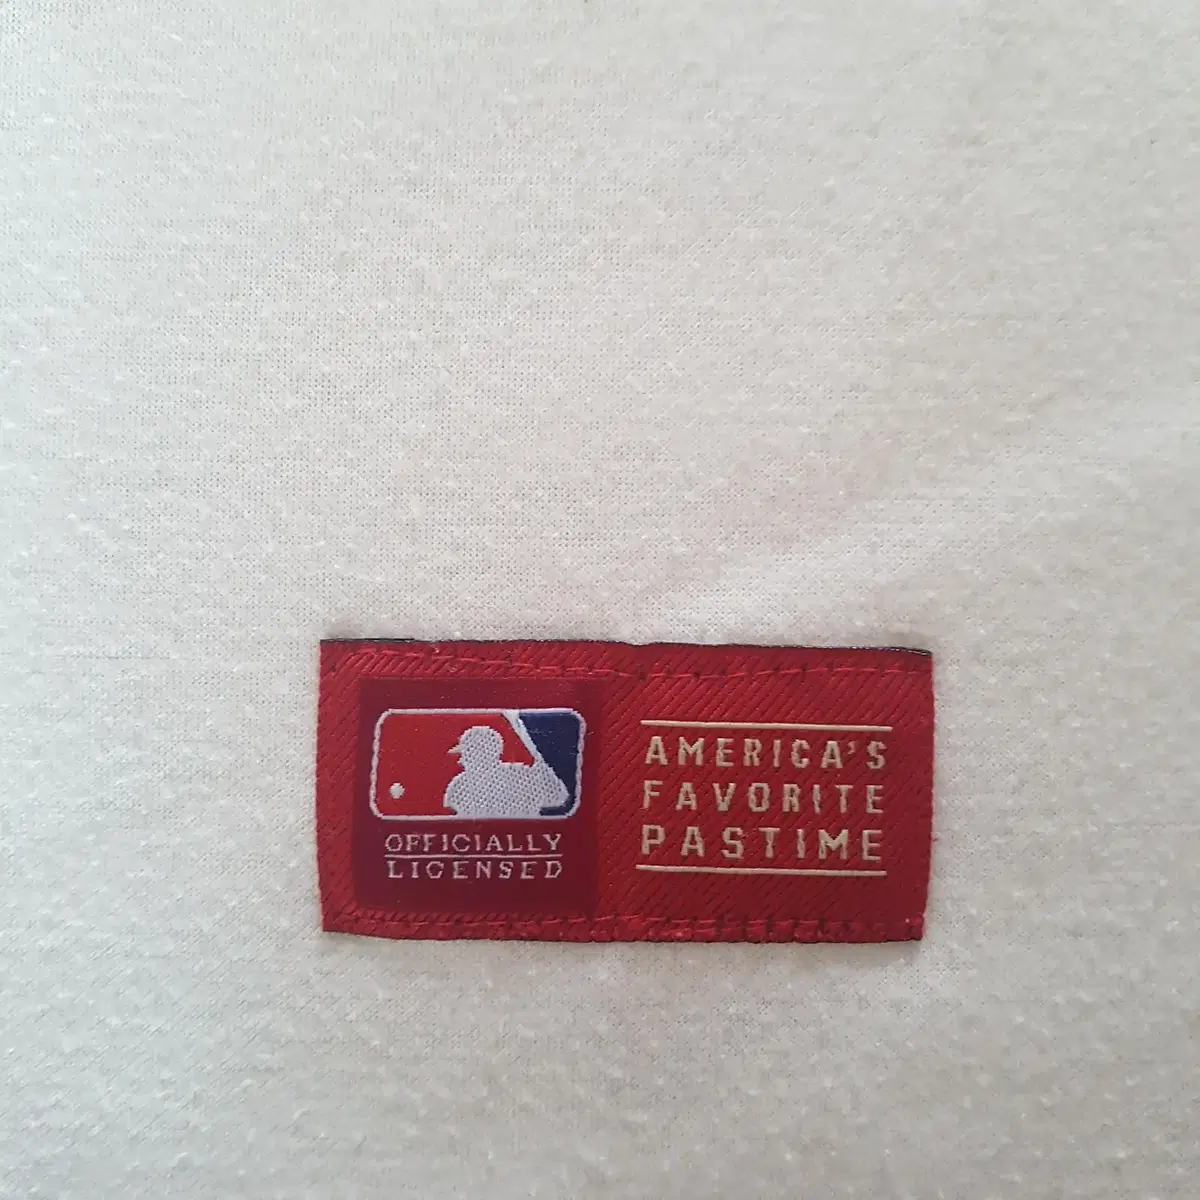 OFFICIALLY
LICENSED
AMERICA'S
FAVORITE
PASTIME